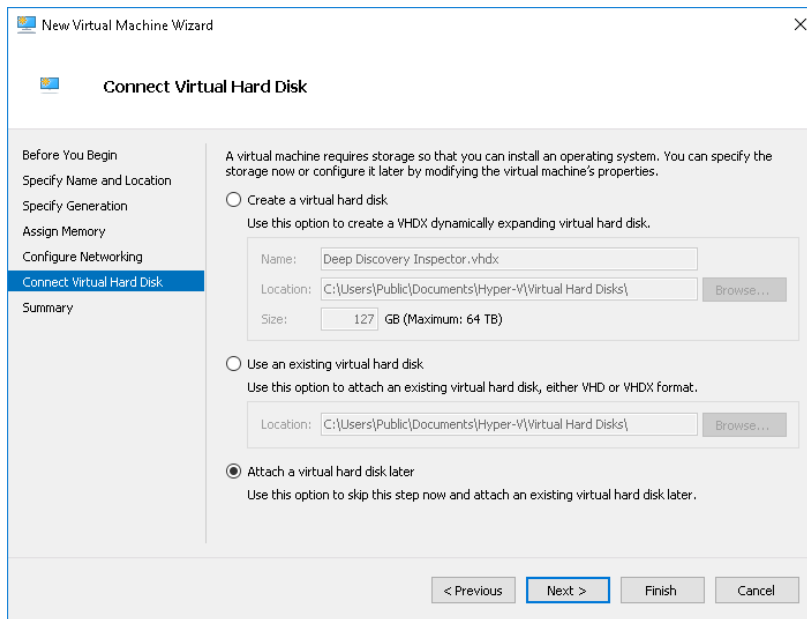 New Virtual Machine Wizard
Connect Virtual Hard Disk
Before You Begin
Specify Name and Location
Specify Generation
Assign Memory
Configure Networking
Connect Virtual Hard Disk
Summary
A virtual machine requires storage so that you can install an operating system. You can specify the
storage now or configure it later by modifying the virtual machine's properties.
Create a virtual hard disk
Use this option to create a VHDX dynamically expanding virtual hard disk.
Name: Deep Discovery Inspector.vhdx
Location: C:\Users\Public\Documents\Hyper-V\Virtual Hard Disks\ Browse...
Size: 127 GB (Maximum: 64 TB)
Use an existing virtual hard disk
Use this option to attach an existing virtual hard disk, either VHD or VHDX format.
Location: C:\Users\Public\Documents\Hyper-V\Virtual Hard Disks\ Browse...
Attach a virtual hard disk later
Use this option to skip this step now and attach an existing virtual hard disk later.
< Previous Next > Finish Cancel